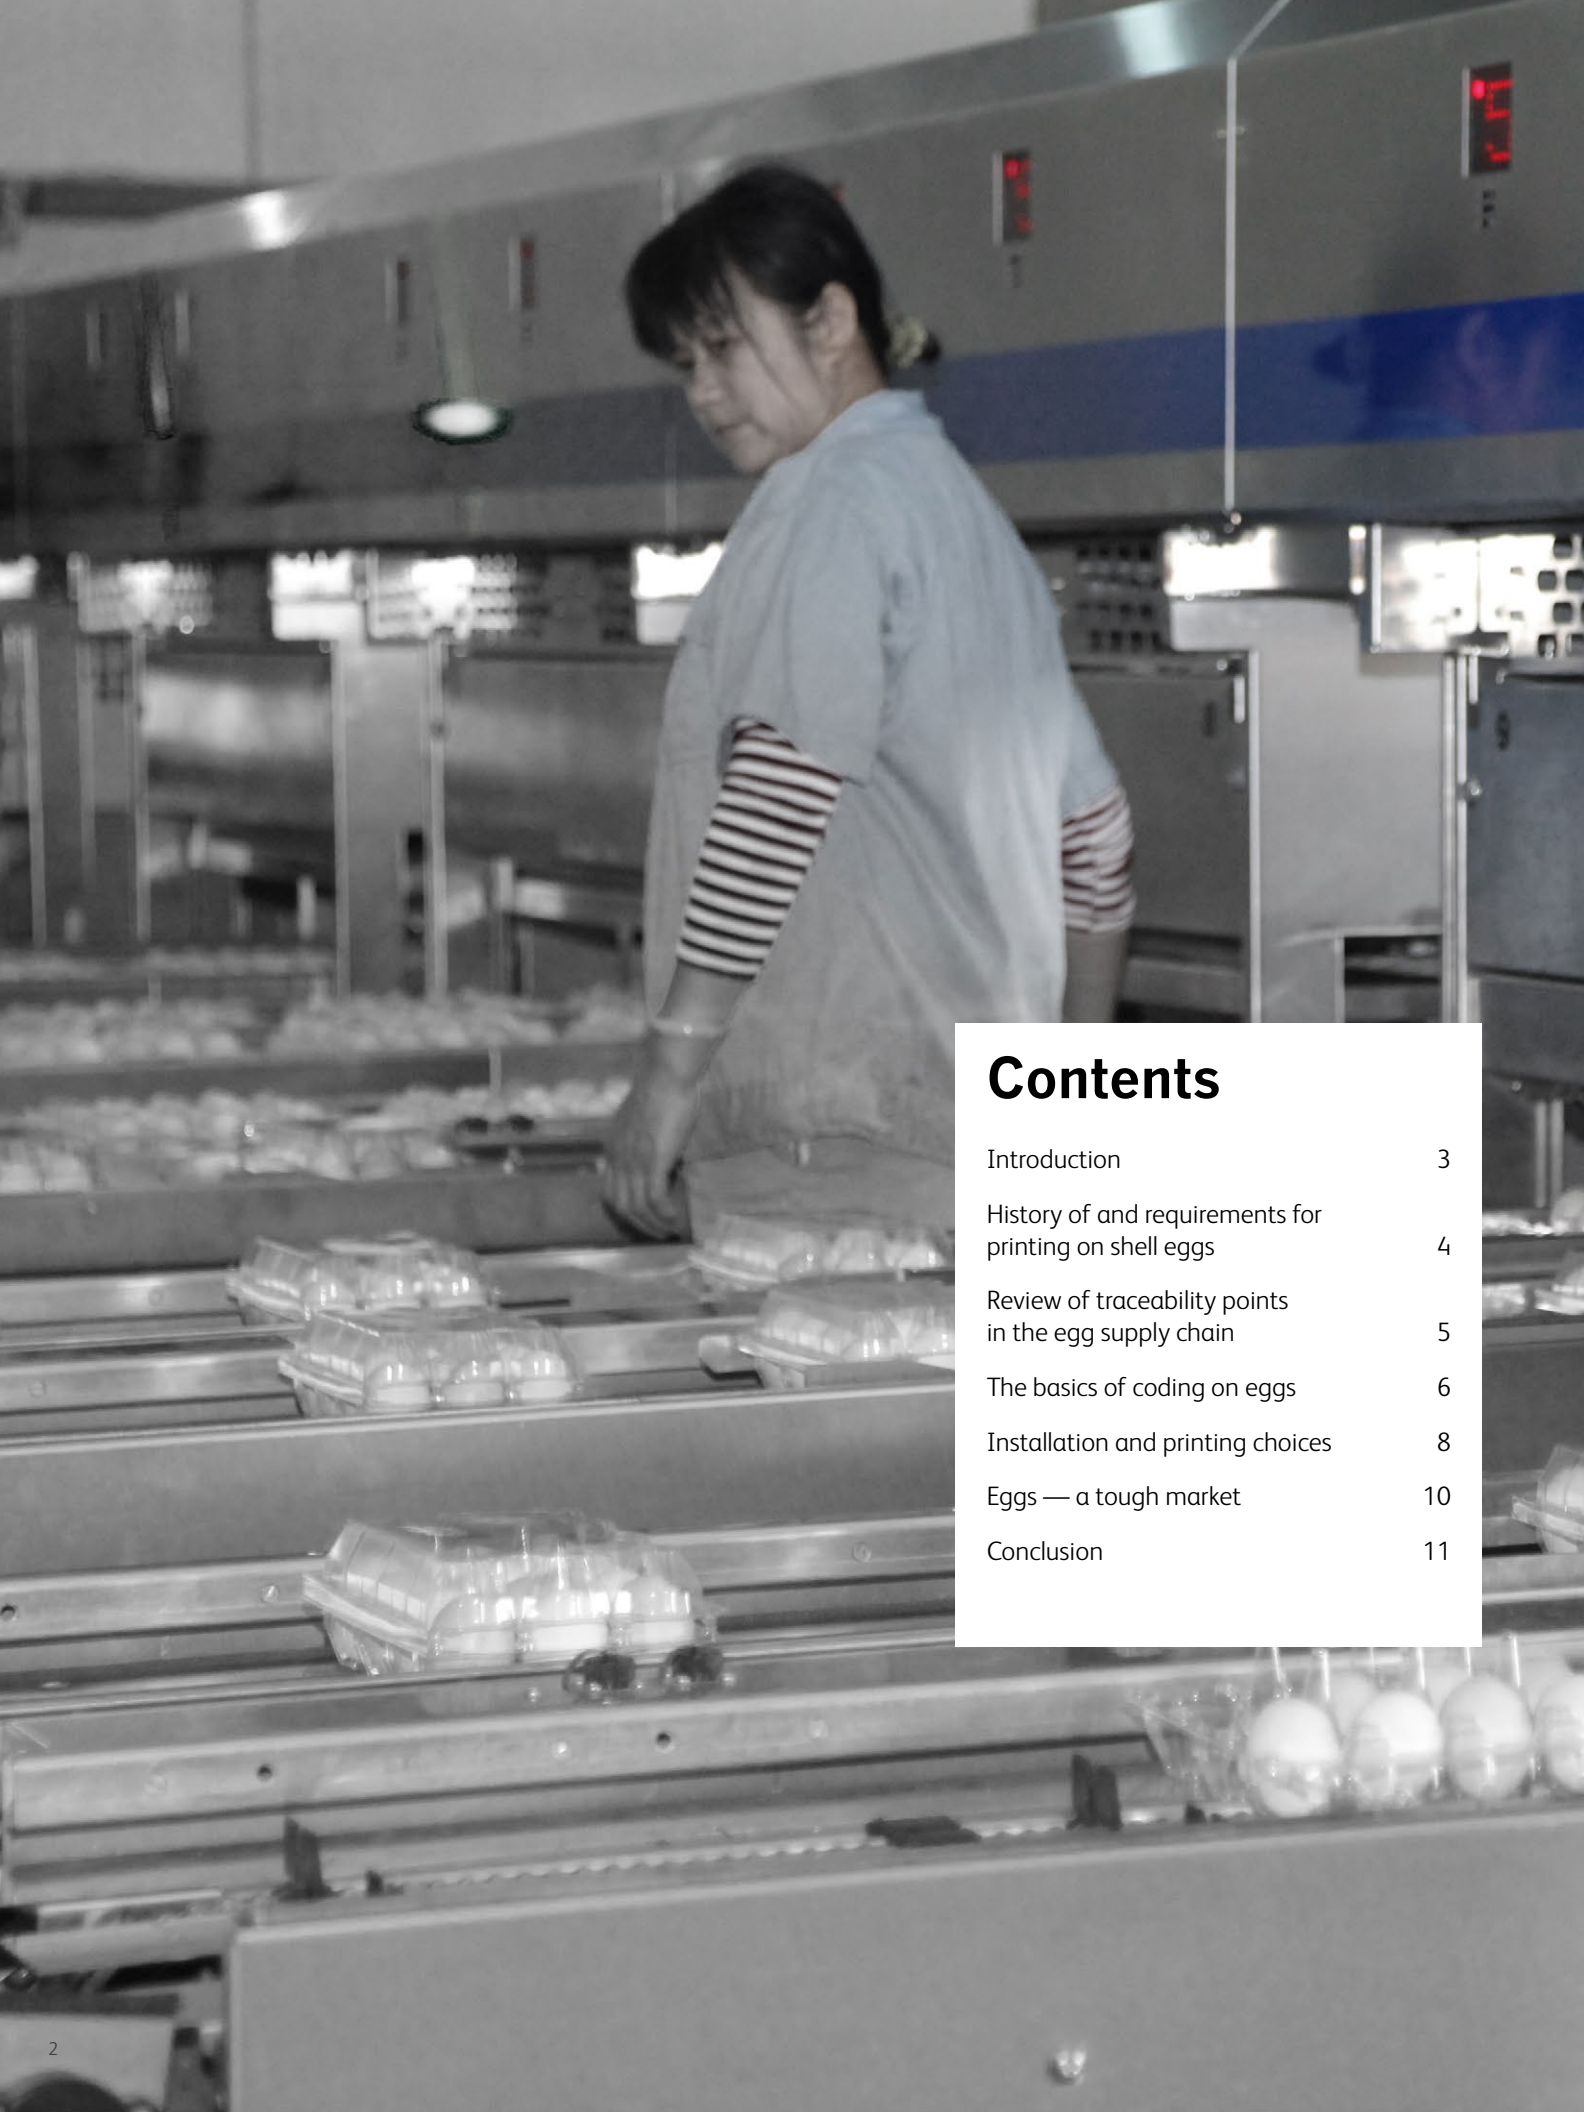 Contents
Introduction 3
History of and requirements for
printing on shell eggs 4
Review of traceability points
in the egg supply chain 5
The basics of coding on eggs 6
Installation and printing choices 8
Eggs — a tough market 10
Conclusion 11
2